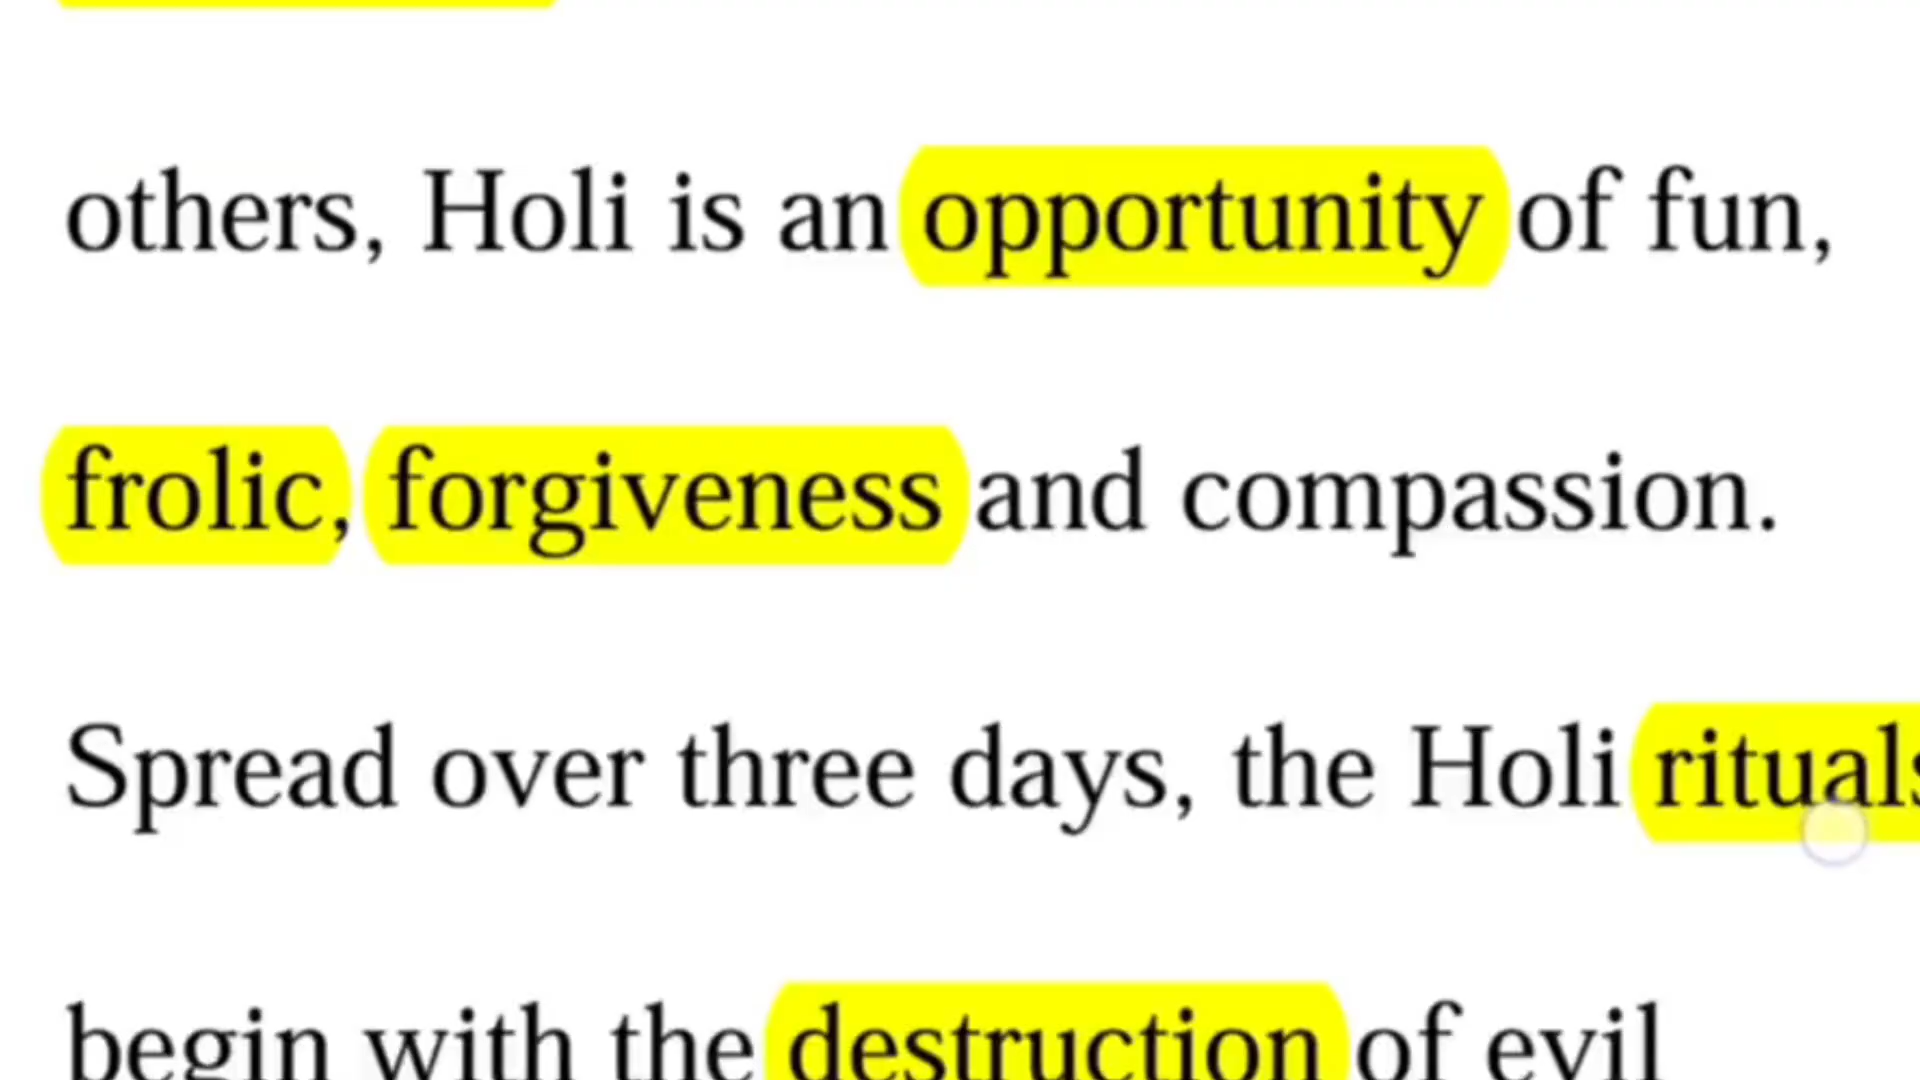 others, Holi is an opportunity of fun,
frolic, forgiveness and compassion.
Spread over three days, the Holi rituals
begin with the destruction of evil